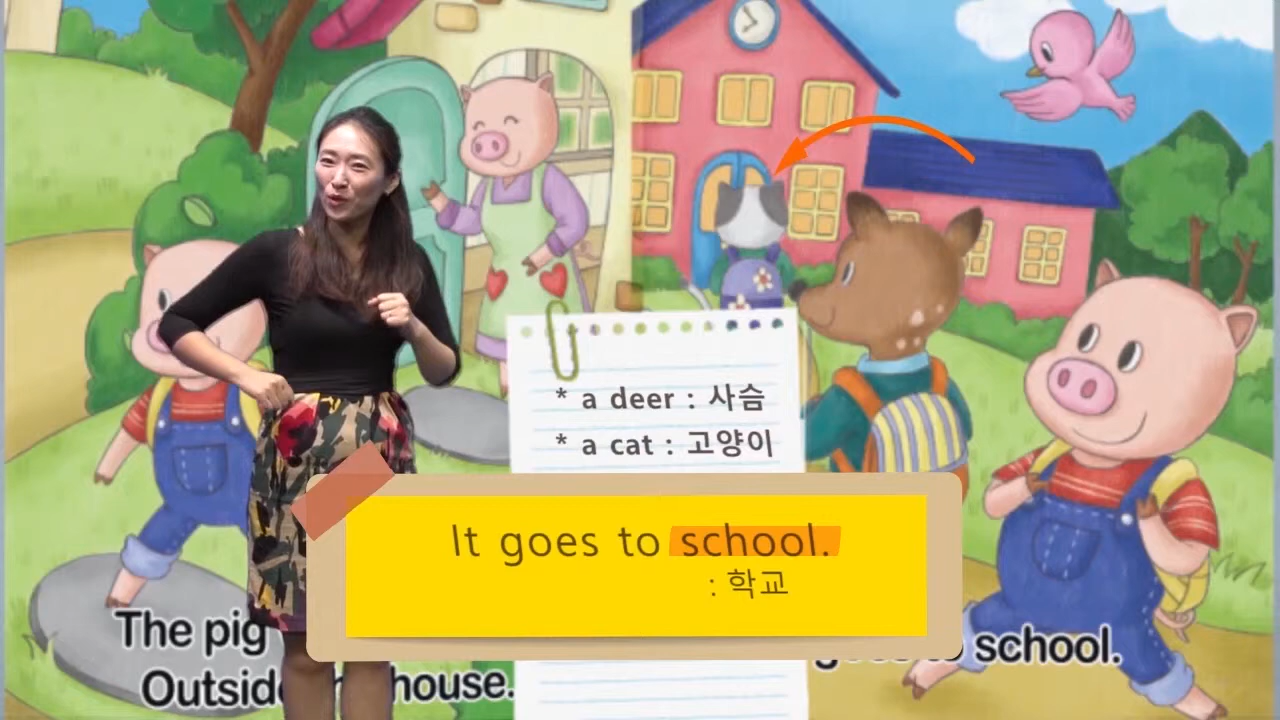 * a deer : 사슴
* a cat : 고양이
It goes to school.
: 학교
The pig
Outside house.
school.